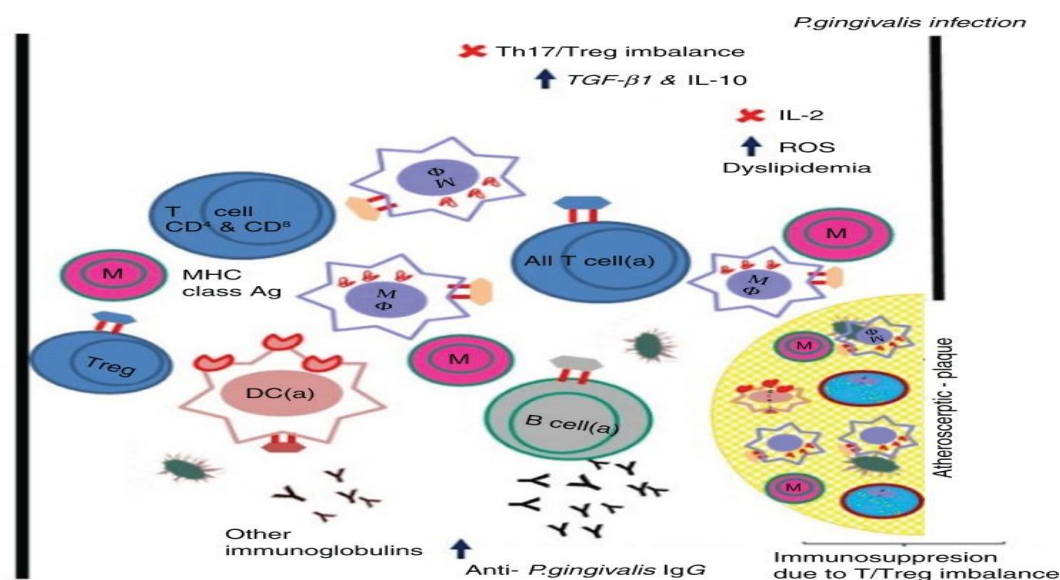 P.gingivalis infection
Th17/Treg imbalance
TGF-β1 & IL-10
IL-2
ROS
Dyslipidemia
MΦ
T cell
CD⁴ & CD⁸
M
All T cell(a)
M
MHC
class Ag
MΦ
MΦ
Treg
M
DC(a)
B cell(a)
M
MΦ
M
Atheroscerptic - plaque
Other
immunoglobulins
Anti- P.gingivalis IgG
Immunosuppresion
due to T/Treg imbalance